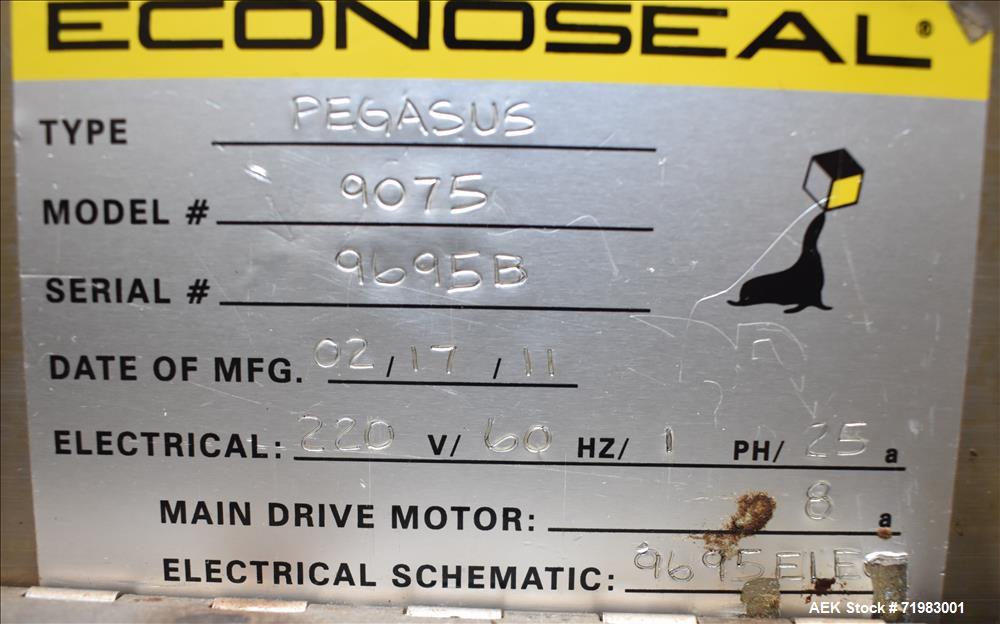 ECONOSEAL®
TYPE PEGASUS
MODEL # 9075
SERIAL # 9695B
DATE OF MFG. 02 / 17 / 11
ELECTRICAL: 220 V/ 60 HZ/ 1 PH/ 25 a
MAIN DRIVE MOTOR: 8 a
ELECTRICAL SCHEMATIC:
AEK Stock #71983001